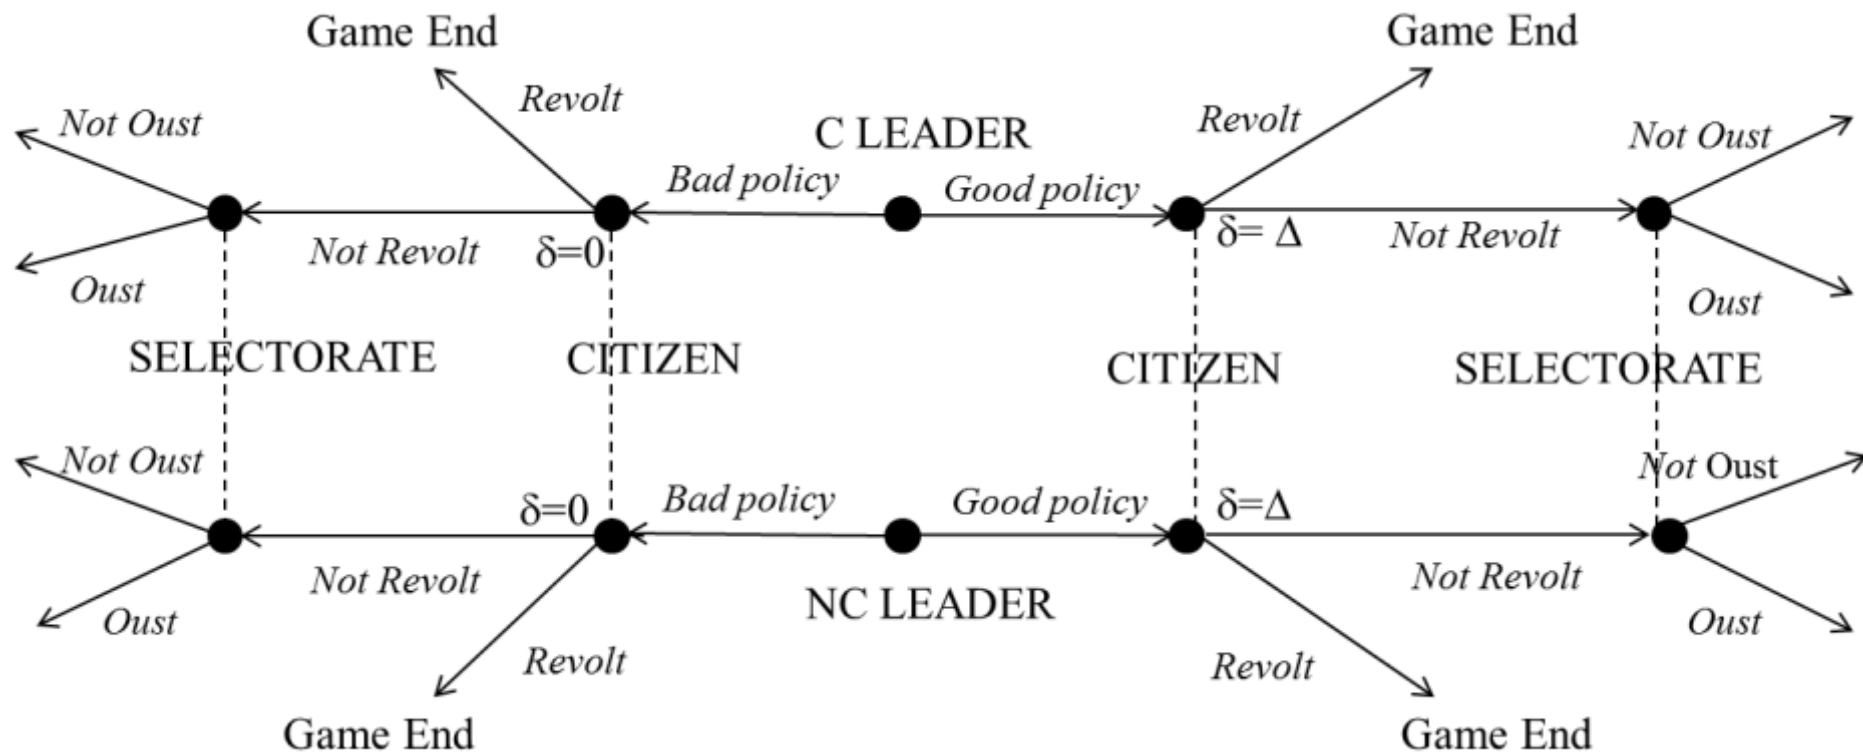 Game End
Game End
Revolt
Revolt
Not Oust
C LEADER
Not Oust
Bad policy
Good policy
δ= Δ
Not Revolt
Not Revolt
δ=0
Oust
Oust
SELECTORATE
CITIZEN
CITIZEN
SELECTORATE
Not Oust
Not Oust
δ=0
Bad policy
Good policy
δ=Δ
Not Revolt
Not Revolt
Oust
NC LEADER
Oust
Revolt
Revolt
Game End
Game End